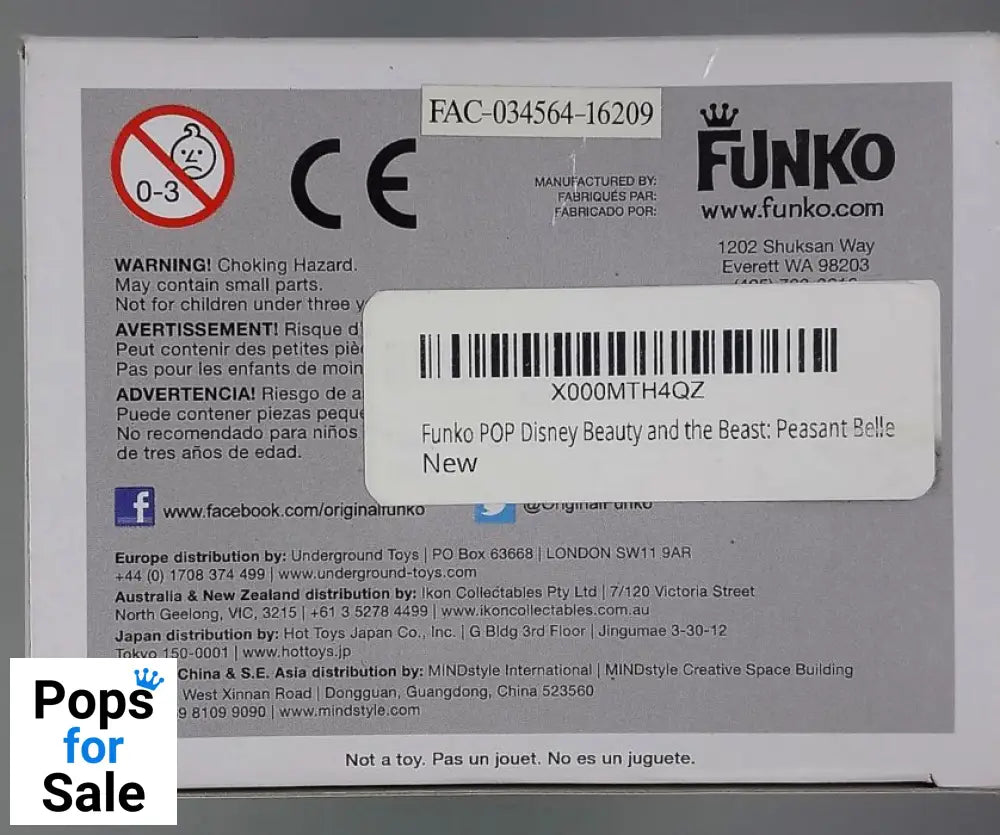 FAC-034564-16209
0-3
CE
MANUFACTURED BY:
FABRIQUÉS PAR:
FABRICADO POR:
FUNKO
www.funko.com
1202 Shuksan Way
Everett WA 98203
WARNING! Choking Hazard.
May contain small parts.
Not for children under three
AVERTISSEMENT! Risque
Peut contenir des petites
Pas pour les enfants de
ADVERTENCIA! Riesgo de
Puede contener piezas
No recomendado para niños
de tres años de edad.
X000MTH4QZ
Funko POP Disney Beauty and the Beast: Peasant Belle
New
www.facebook.com/originalfunko
@OriginalFunko
Europe distribution by: Underground Toys | PO Box 63668 | LONDON SW11 9AR
+44 (0) 1708 374 499 | www.underground-toys.com
Australia & New Zealand distribution by: Ikon Collectables Pty Ltd | 7/120 Victoria Street
North Geelong, VIC, 3215 | +61 3 5278 4499 | www.ikoncollectables.com.au
Japan distribution by: Hot Toys Japan Co., Inc. | G Bldg 3rd Floor | Jingumae 3-30-12
Tokyo 150-0001 | www.hottoys.jp
China & S.E. Asia distribution by: MINDstyle International | MINDstyle Creative Space Building
West Xinnan Road | Dongguan, Guangdong, China 523560
9 8109 9090 | www.mindstyle.com
Not a toy. Pas un jouet. No es un juguete.
Pops
for
Sale